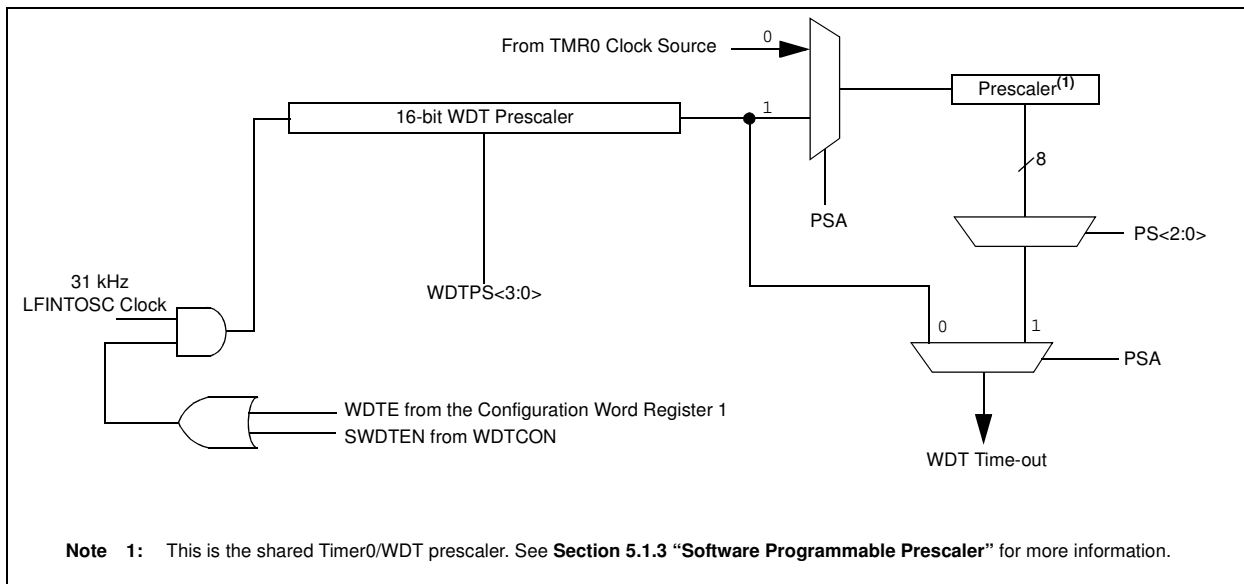 From TMR0 Clock Source
0
Prescaler(1)
16-bit WDT Prescaler
1
8
PSA
PS<2:0>
31 kHz
LFINTOSC Clock
WDTPS<3:0>
0
1
PSA
WDTE from the Configuration Word Register 1
SWDTEN from WDTCON
WDT Time-out
Note 1: This is the shared Timer0/WDT prescaler. See Section 5.1.3 “Software Programmable Prescaler” for more information.